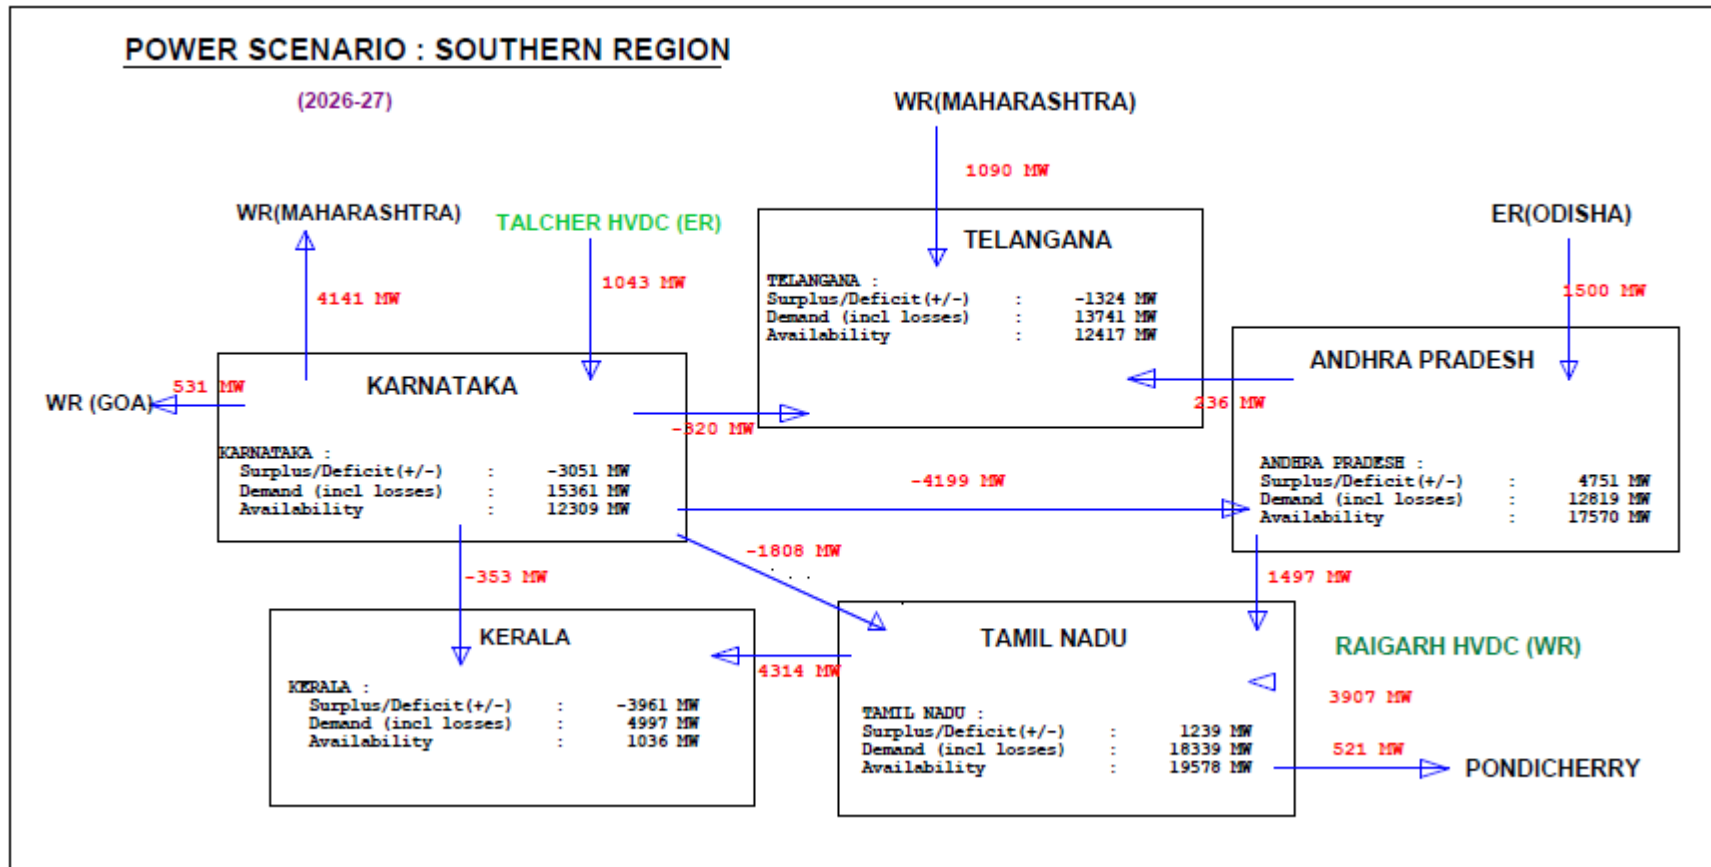 POWER SCENARIO : SOUTHERN REGION
(2026-27)
WR(MAHARASHTRA)
1090 MW
WR(MAHARASHTRA)
TALCHER HVDC (ER)
ER(ODISHA)
4141 MW
1043 MW
1500 MW
TELANGANA
TELANGANA :
Surplus/Deficit(+/-) : -1324 MW
Demand (incl losses) : 13741 MW
Availability : 12417 MW
WR (GOA)
531 MW
KARNATAKA
-320 MW
236 MW
ANDHRA PRADESH
KARNATAKA :
Surplus/Deficit(+/-) : -3051 MW
Demand (incl losses) : 15361 MW
Availability : 12309 MW
-4199 MW
ANDHRA PRADESH :
Surplus/Deficit(+/-) : 4751 MW
Demand (incl losses) : 12819 MW
Availability : 17570 MW
-353 MW
-1808 MW
1497 MW
KERALA
KERALA :
Surplus/Deficit(+/-) : -3961 MW
Demand (incl losses) : 4997 MW
Availability : 1036 MW
4314 MW
TAMIL NADU
TAMIL NADU :
Surplus/Deficit(+/-) : 1239 MW
Demand (incl losses) : 18339 MW
Availability : 19578 MW
RAIGARH HVDC (WR)
3907 MW
521 MW
PONDICHERRY